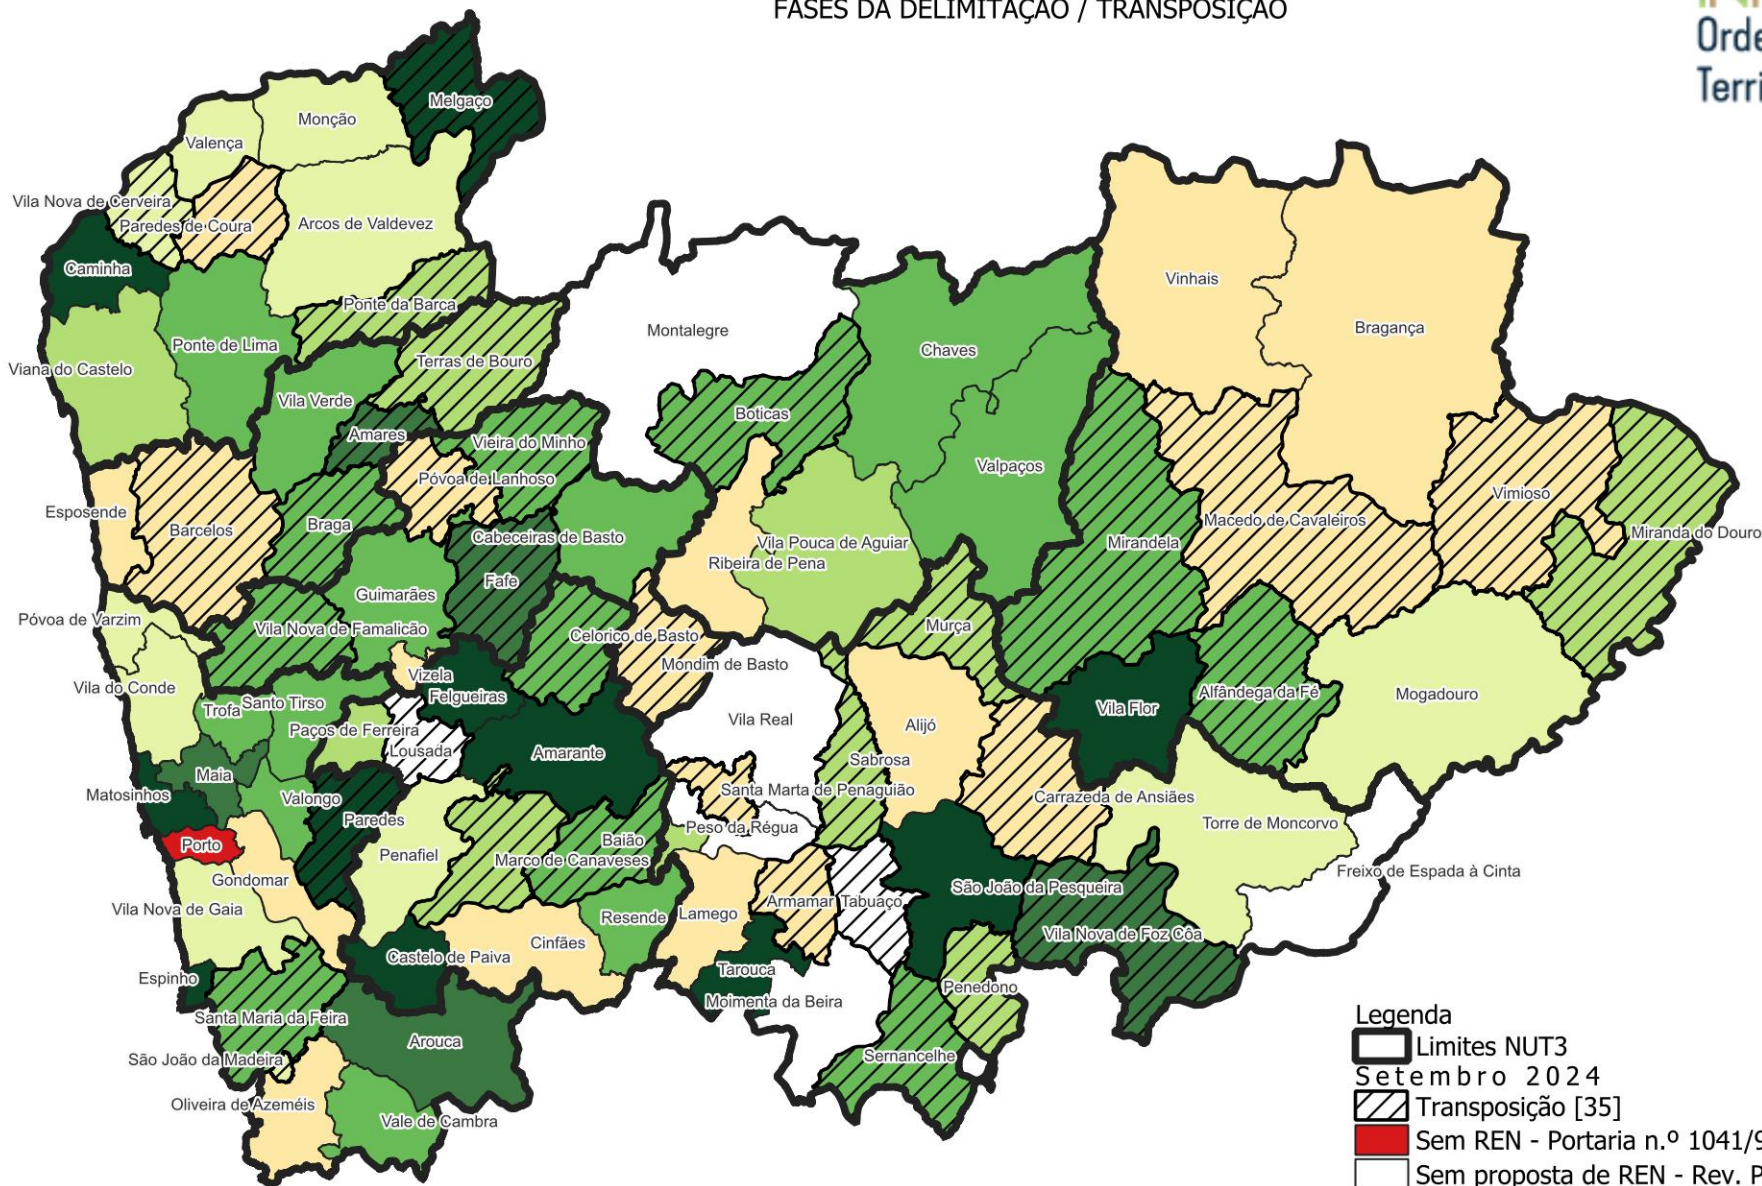 FASES DA DELIMITAÇÃO / TRANSPOSIÇÃO
Orde
Terri
Melgaço
Monção
Valença
Vila Nova de Cerveira
Paredes de Coura
Arcos de Valdevez
Caminha
Ponte da Barca
Vinhais
Bragança
Montalegre
Ponte de Lima
Chaves
Viana do Castelo
Terras de Bouro
Vila Verde
Boticas
Amares
Vieira do Minho
Valpaços
Póvoa de Lanhoso
Vimioso
Esposende
Barcelos
Braga
Macedo de Cavaleiros
Miranda do Douro
Cabeceiras de Basto
Vila Pouca de Aguiar
Mirandela
Ribeira de Pena
Fafe
Guimarães
Póvoa de Varzim
Vila Nova de Famalicão
Celorico de Basto
Murça
Mondim de Basto
Vizela
Vila do Conde
Felgueiras
Alfândega da Fé
Mogadouro
Trofa
Santo Tirso
Vila Flor
Vila Real
Alijó
Paços de Ferreira
Lousada
Amarante
Sabrosa
Maia
Matosinhos
Valongo
Santa Marta de Penaguião
Carrazeda de Ansiães
Paredes
Peso da Régua
Torre de Moncorvo
Porto
Penafiel
Baião
Marco de Canaveses
Freixo de Espada à Cinta
Gondomar
São João da Pesqueira
Vila Nova de Gaia
Resende
Lamego
Armamar
Tabuaço
Cinfães
Vila Nova de Foz Côa
Castelo de Paiva
Espinho
Tarouca
Penedono
Moimenta da Beira
Santa Maria da Feira
Arouca
Sernancelhe
São João da Madeira
Oliveira de Azeméis
Vale de Cambra
Legenda
Limites NUT3
Setembro 2024
Transposição [35]
Sem REN - Portaria n.º 1041/9
Sem proposta de REN - Rev. P